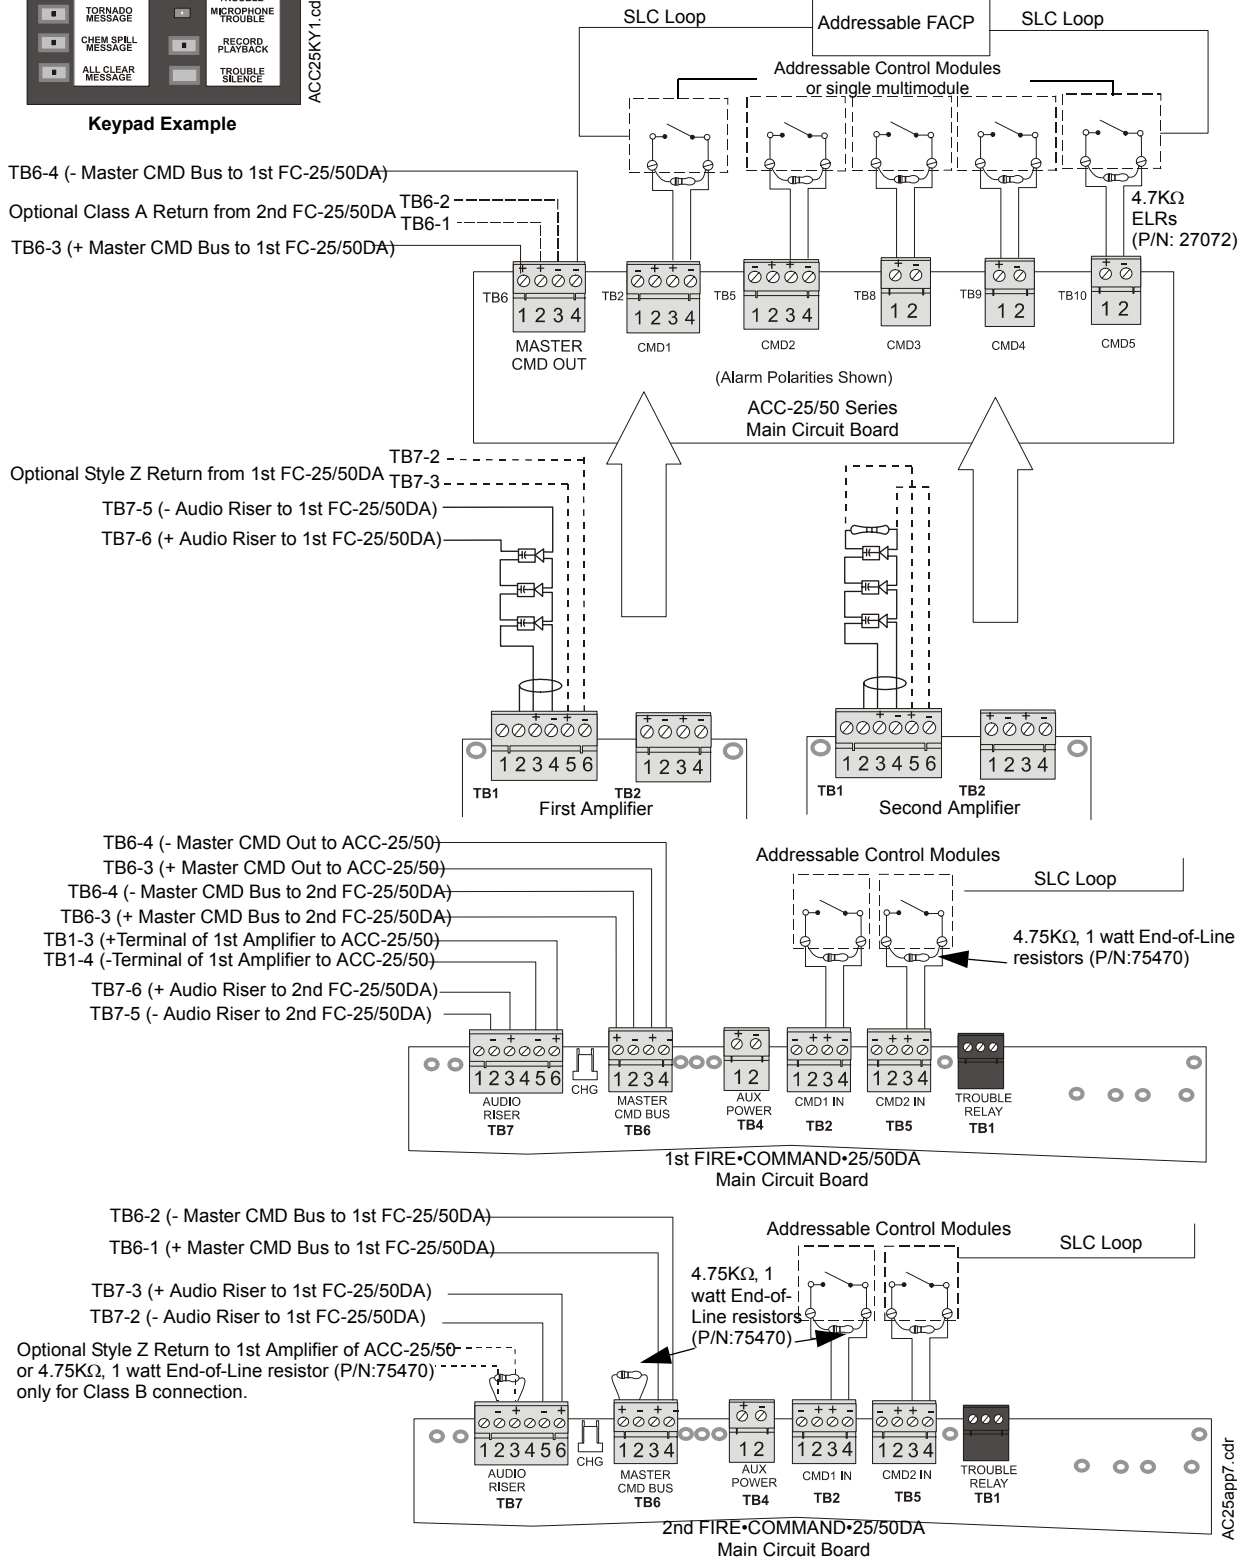 TROUBLE
TORNADO
MESSAGE
MICROPHONE
TROUBLE
CHEM SPILL
MESSAGE
RECORD
PLAYBACK
ALL CLEAR
MESSAGE
TROUBLE
SILENCE
ACC25KY1.cd
Keypad Example
SLC Loop
Addressable FACP
SLC Loop
Addressable Control Modules
or single multimodule
TB6-4 (- Master CMD Bus to 1st FC-25/50DA)
Optional Class A Return from 2nd FC-25/50DA
TB6-2
TB6-1
TB6-3 (+ Master CMD Bus to 1st FC-25/50DA)
4.7KΩ
ELRs
(P/N: 27072)
+ + - -
- + + -
- + + -
+ -
+ -
+ -
TB6
TB2
TB5
TB8
TB9
TB10
1 2 3 4
1 2 3 4
1 2 3 4
1 2
1 2
1 2
MASTER
CMD OUT
CMD1
CMD2
CMD3
CMD4
CMD5
(Alarm Polarities Shown)
ACC-25/50 Series
Main Circuit Board
Optional Style Z Return from 1st FC-25/50DA
TB7-2
TB7-3
TB7-5 (- Audio Riser to 1st FC-25/50DA)
TB7-6 (+ Audio Riser to 1st FC-25/50DA)
+ - + -
+ - + -
+ - + -
+ - + -
1 2 3 4 5 6
1 2 3 4
1 2 3 4 5 6
1 2 3 4
TB1
TB2
TB1
TB2
First Amplifier
Second Amplifier
TB6-4 (- Master CMD Out to ACC-25/50)
TB6-3 (+ Master CMD Out to ACC-25/50)
TB6-4 (- Master CMD Bus to 2nd FC-25/50DA)
TB6-3 (+ Master CMD Bus to 2nd FC-25/50DA)
TB1-3 (+Terminal of 1st Amplifier to ACC-25/50)
TB1-4 (-Terminal of 1st Amplifier to ACC-25/50)
TB7-6 (+ Audio Riser to 2nd FC-25/50DA)
TB7-5 (- Audio Riser to 2nd FC-25/50DA)
Addressable Control Modules
SLC Loop
4.75KΩ, 1 watt End-of-Line
resistors (P/N:75470)
- + - +
+ - + -
+ -
- + + -
- + + -
1 2 3 4 5 6
CHG
1 2 3 4
1 2
1 2 3 4
1 2 3 4
AUDIO
RISER
TB7
MASTER
CMD BUS
TB6
AUX
POWER
TB4
CMD1 IN
TB2
CMD2 IN
TB5
TROUBLE
RELAY
TB1
1st FIRE•COMMAND•25/50DA
Main Circuit Board
TB6-2 (- Master CMD Bus to 1st FC-25/50DA)
TB6-1 (+ Master CMD Bus to 1st FC-25/50DA)
TB7-3 (+ Audio Riser to 1st FC-25/50DA)
TB7-2 (- Audio Riser to 1st FC-25/50DA)
Optional Style Z Return to 1st Amplifier of ACC-25/50
or 4.75KΩ, 1 watt End-of-Line resistor (P/N:75470)
only for Class B connection.
Addressable Control Modules
SLC Loop
4.75KΩ, 1
watt End-of-
Line resistors
(P/N:75470)
- + - +
+ - + -
+ -
- + + -
- + + -
1 2 3 4 5 6
CHG
1 2 3 4
1 2
1 2 3 4
1 2 3 4
AUDIO
RISER
TB7
MASTER
CMD BUS
TB6
AUX
POWER
TB4
CMD1 IN
TB2
CMD2 IN
TB5
TROUBLE
RELAY
TB1
2nd FIRE•COMMAND•25/50DA
Main Circuit Board
AC25app7.cdr